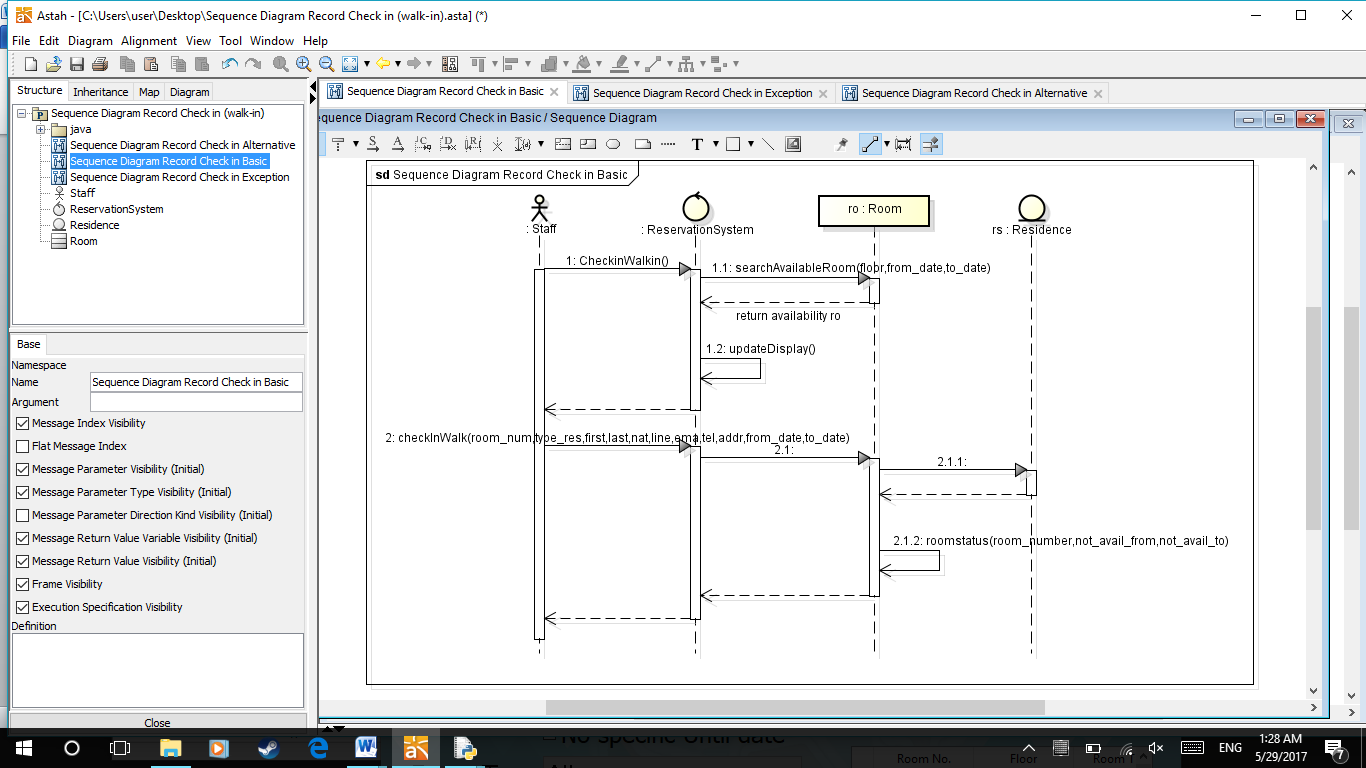 Astah - [C:\Users\user\Desktop\Sequence Diagram Record Check in (walk-in).asta] (*)
File Edit Diagram Alignment View Tool Window Help
Structure Inheritance Map Diagram
Sequence Diagram Record Check in (walk-in)
java
Sequence Diagram Record Check in Alternative
Sequence Diagram Record Check in Basic
Sequence Diagram Record Check in Exception
Staff
ReservationSystem
Residence
Room
Base
Namespace
Name Sequence Diagram Record Check in Basic
Argument
Message Index Visibility
Flat Message Index
Message Parameter Visibility (Initial)
Message Parameter Type Visibility (Initial)
Message Parameter Direction Kind Visibility (Initial)
Message Return Value Variable Visibility (Initial)
Message Return Value Visibility (Initial)
Frame Visibility
Execution Specification Visibility
Definition
Close
Sequence Diagram Record Check in Basic Sequence Diagram Record Check in Exception Sequence Diagram Record Check in Alternative
equence Diagram Record Check in Basic / Sequence Diagram
sd Sequence Diagram Record Check in Basic
: Staff : ReservationSystem ro : Room rs : Residence
1: CheckinWalkin()
1.1: searchAvailableRoom(floor,from_date,to_date)
return availability ro
1.2: updateDisplay()
2: checkInWalk(room_num,type_res,first,last,nat,line,ema,tel,addr,from_date,to_date)
2.1:
2.1.1:
2.1.2: roomstatus(room_number,not_avail_from,not_avail_to)
No specific Until date
Room No. Floor
ENG
1:28 AM
5/29/2017
7